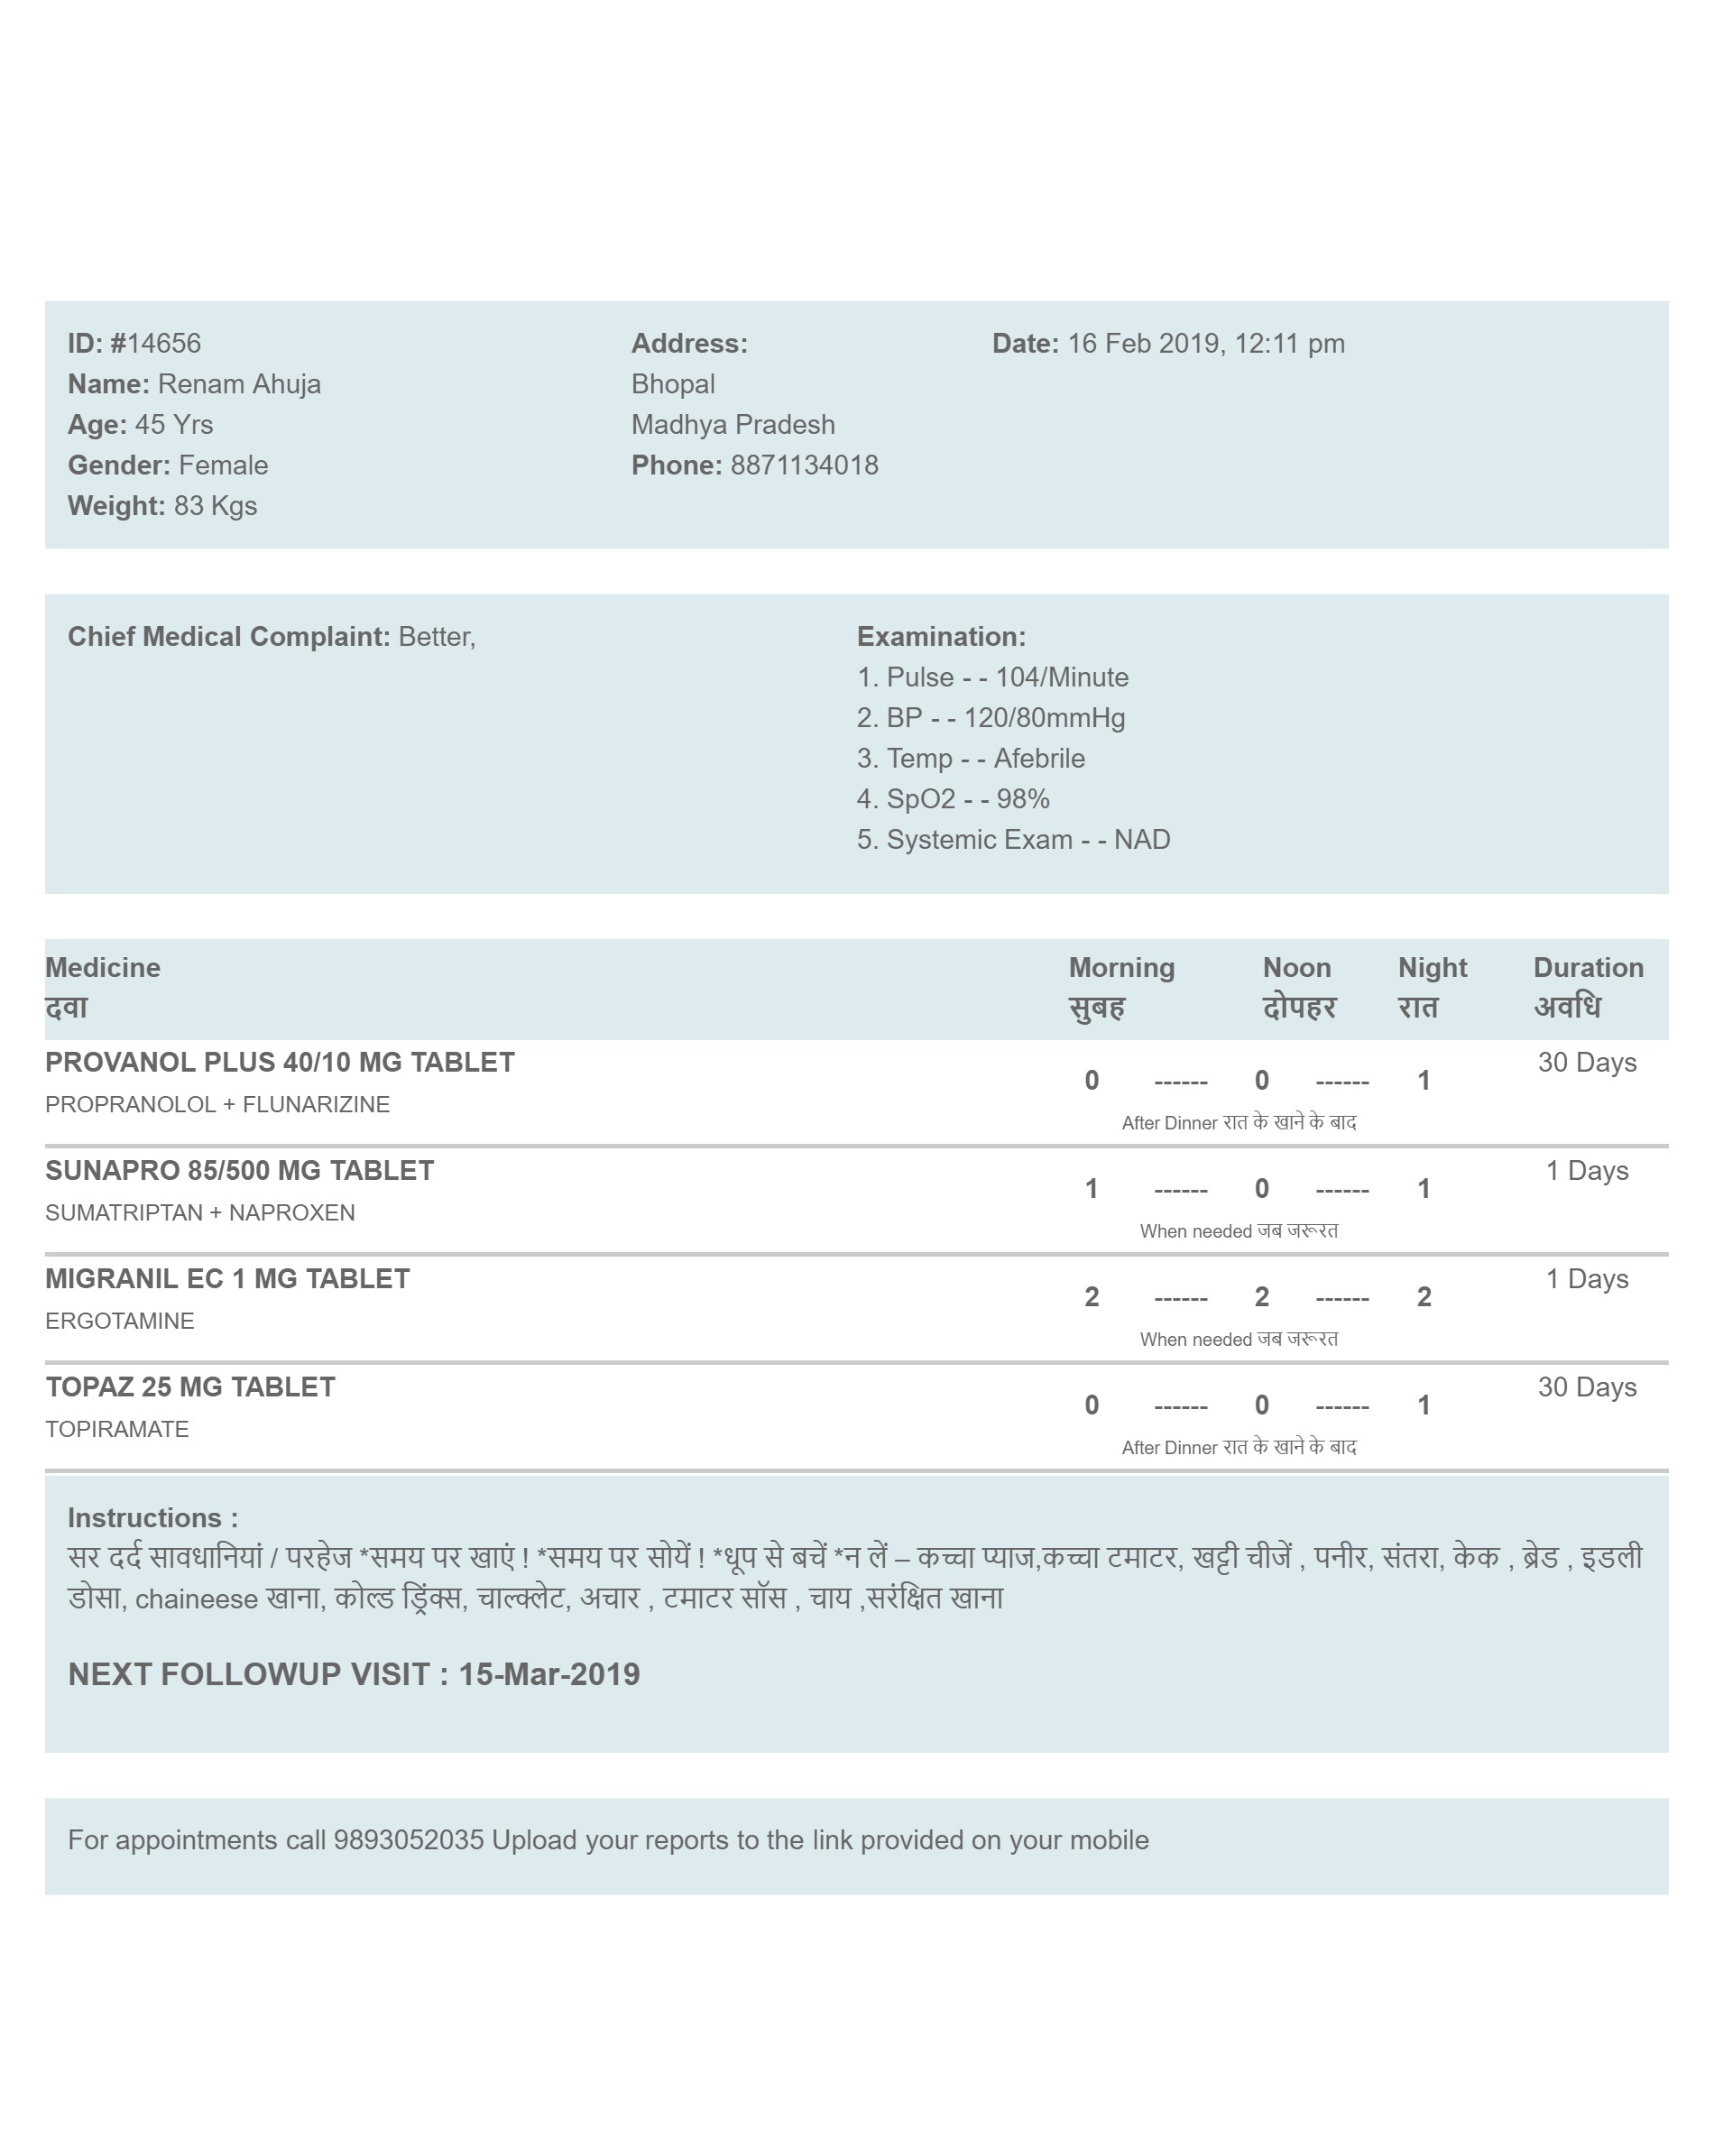 ID: #14656
Name: Renam Ahuja
Age: 45 Yrs
Gender: Female
Weight: 83 Kgs
Address:
Bhopal
Madhya Pradesh
Phone: 8871134018
Date: 16 Feb 2019, 12:11 pm
Chief Medical Complaint: Better,
Examination:
1. Pulse - - 104/Minute
2. BP - - 120/80mmHg
3. Temp - - Afebrile
4. SpO2 - - 98%
5. Systemic Exam - - NAD
Medicine Morning Noon Night Duration
दवा सुबह दोपहर रात अवधि
PROVANOL PLUS 40/10 MG TABLET 30 Days
0 ------ 0 ------ 1
PROPRANOLOL + FLUNARIZINE
After Dinner रात के खाने के बाद
SUNAPRO 85/500 MG TABLET 1 Days
1 ------ 0 ------ 1
SUMATRIPTAN + NAPROXEN
When needed जब जरूरत
MIGRANIL EC 1 MG TABLET 1 Days
2 ------ 2 ------ 2
ERGOTAMINE
When needed जब जरूरत
TOPAZ 25 MG TABLET 30 Days
0 ------ 0 ------ 1
TOPIRAMATE
After Dinner रात के खाने के बाद
Instructions :
सर दर्द सावधानियां / परहेज *समय पर खाएं ! *समय पर सोयें ! *धूप से बचें *न लें – कच्चा प्याज,कच्चा टमाटर, खट्टी चीजें , पनीर, संतरा, केक , ब्रेड , इडली
डोसा, chaineese खाना, कोल्ड ड्रिंक्स, चाल्क्लेट, अचार , टमाटर सॉस , चाय ,सरंक्षित खाना
NEXT FOLLOWUP VISIT : 15-Mar-2019
For appointments call 9893052035 Upload your reports to the link provided on your mobile